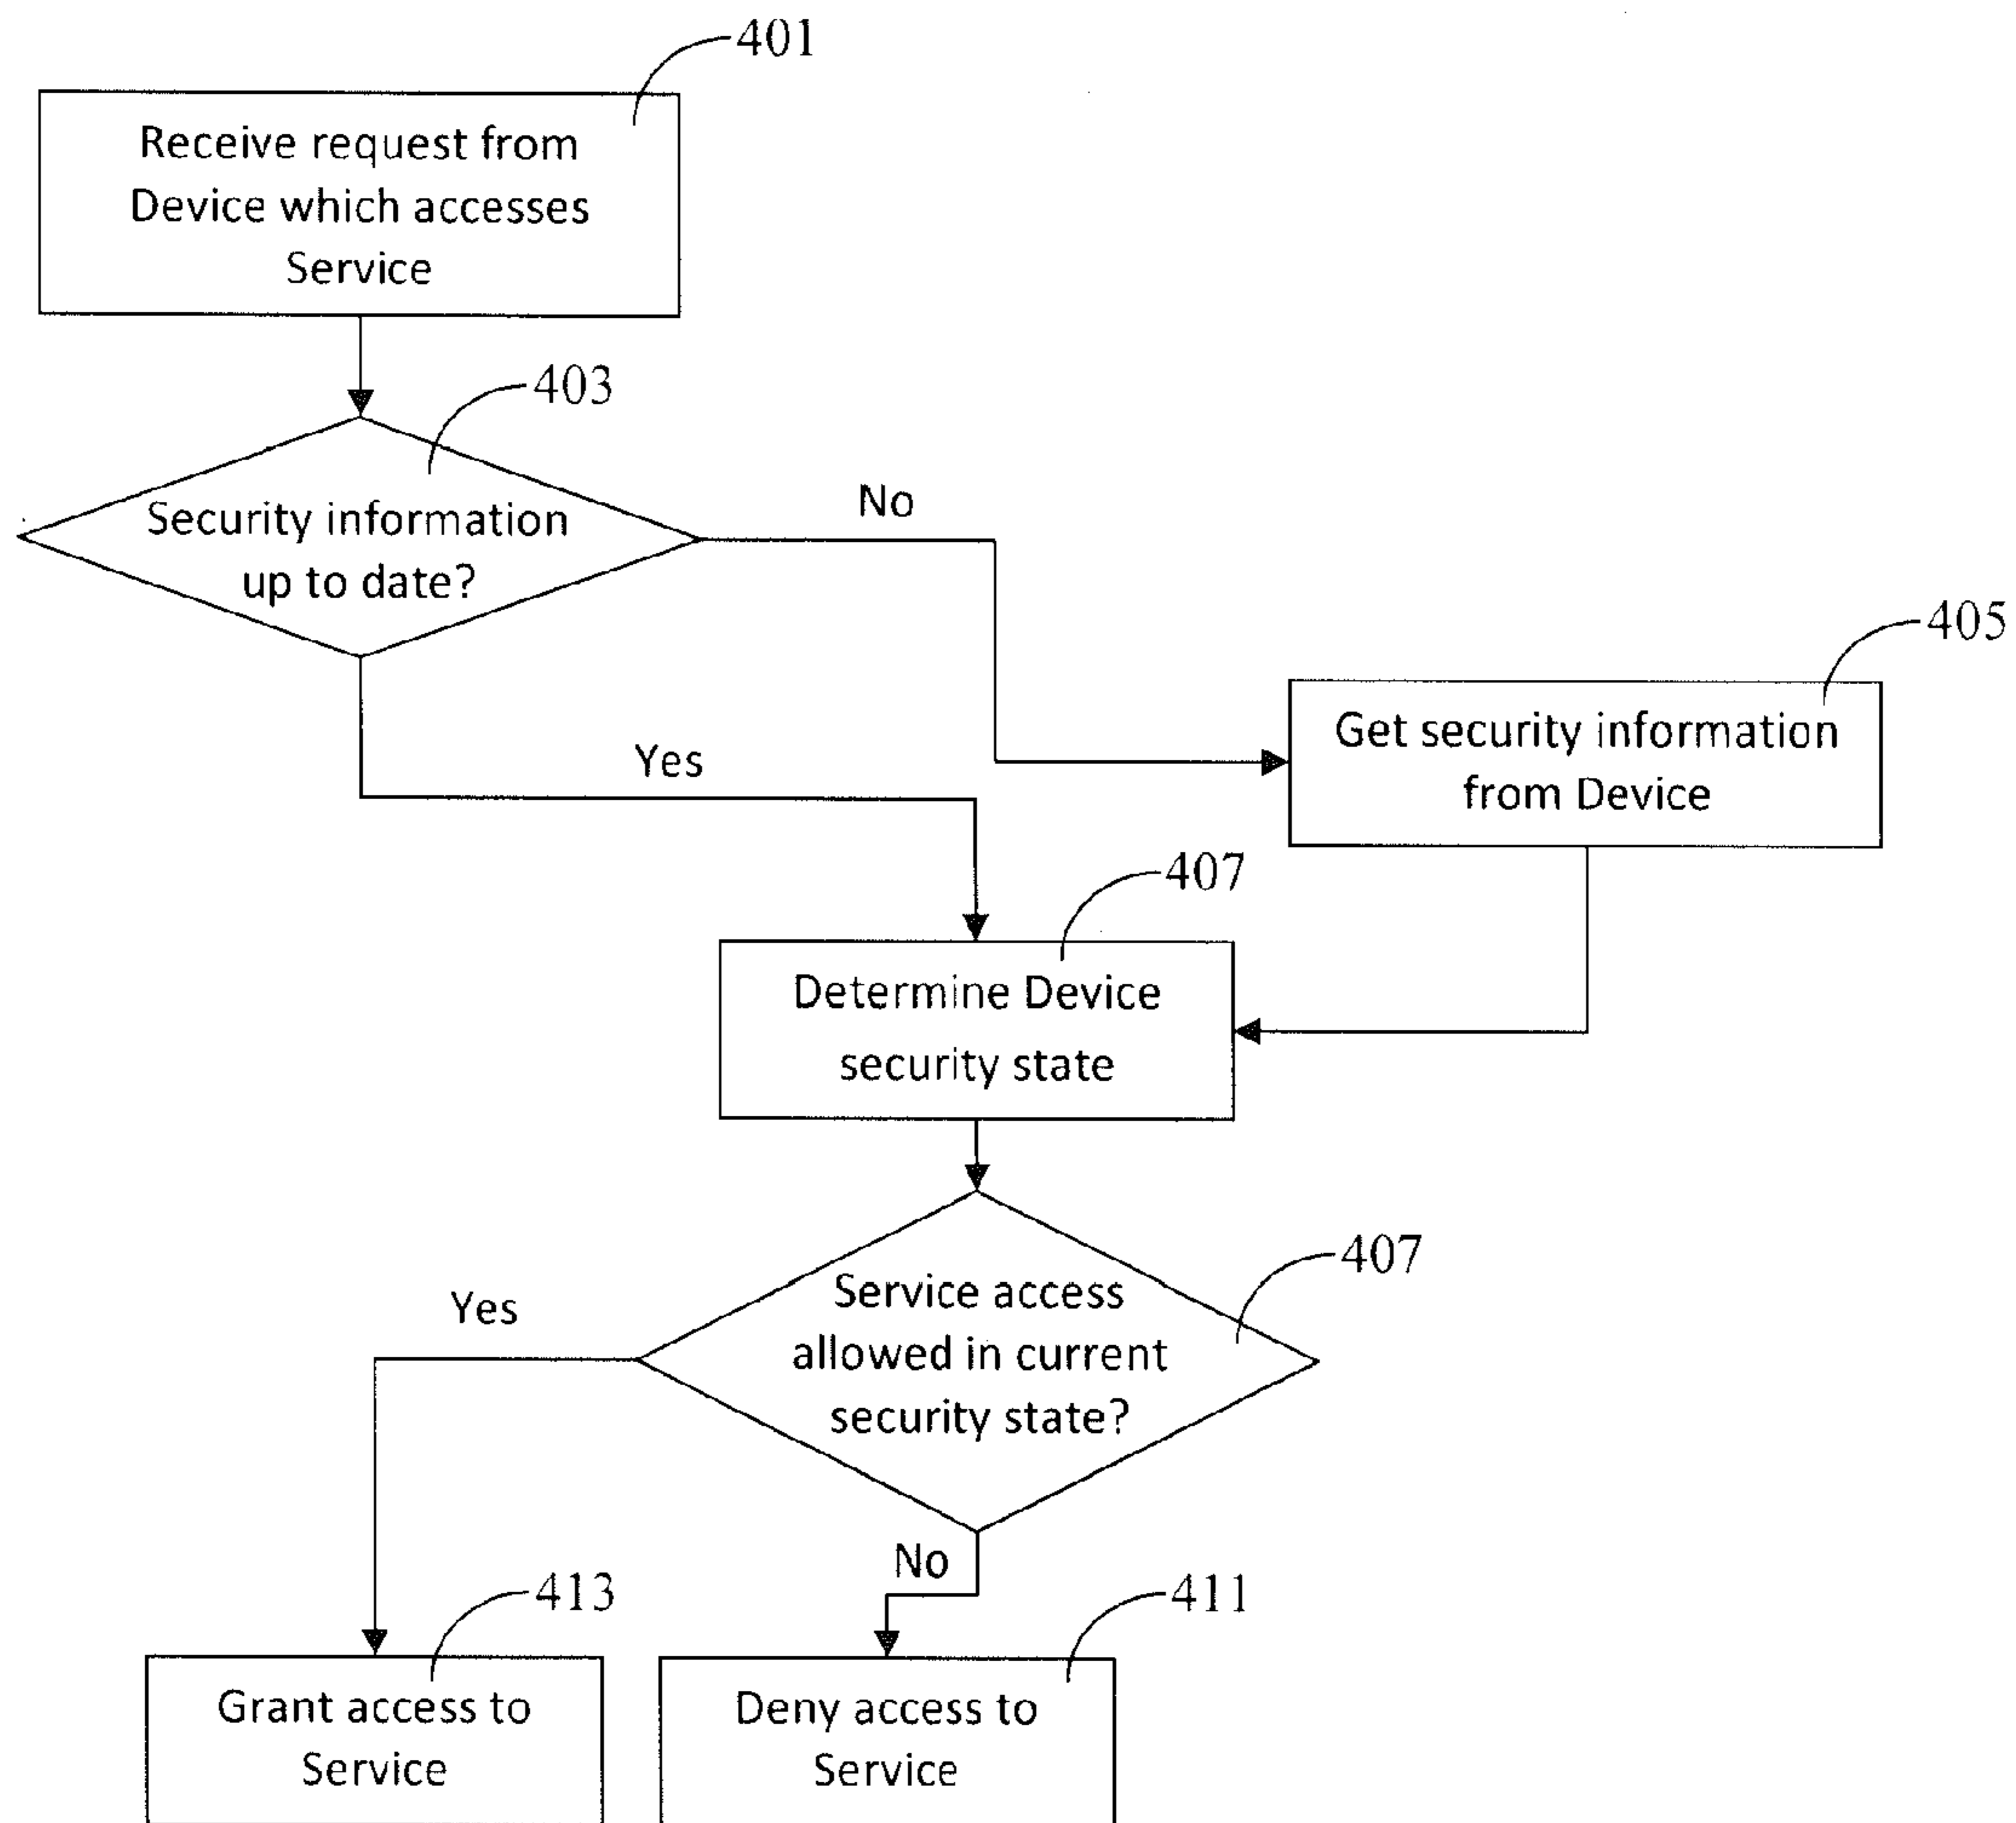 401
Receive request from
Device which accesses
Service
403
Security information
up to date?
No
Yes
405
Get security information
from Device
407
Determine Device
security state
407
Service access
allowed in current
security state?
Yes
No
413
Grant access to
Service
411
Deny access to
Service